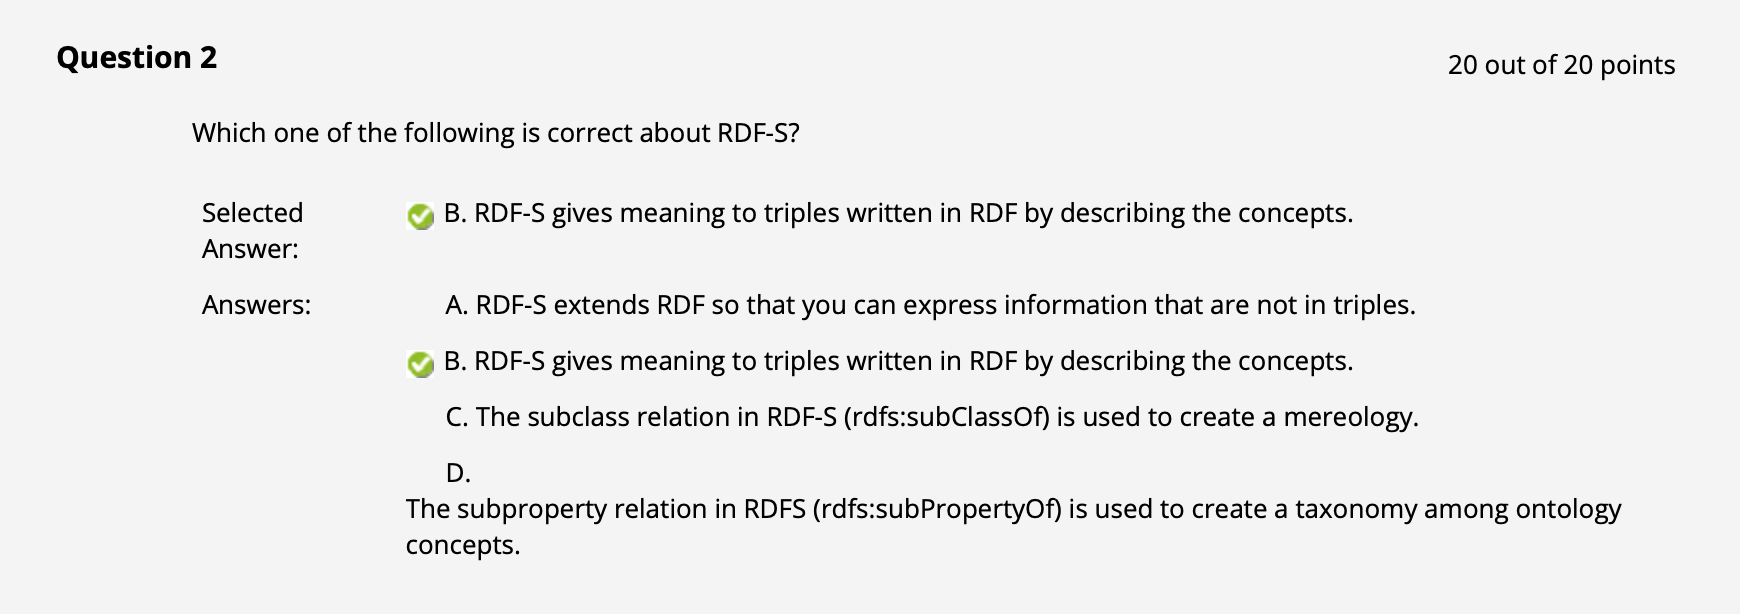 Question 2
20 out of 20 points
Which one of the following is correct about RDF-S?
Selected
Answer:
B. RDF-S gives meaning to triples written in RDF by describing the concepts.
Answers:
A. RDF-S extends RDF so that you can express information that are not in triples.
B. RDF-S gives meaning to triples written in RDF by describing the concepts.
C. The subclass relation in RDF-S (rdfs:subClassOf) is used to create a mereology.
D.
The subproperty relation in RDFS (rdfs:subPropertyOf) is used to create a taxonomy among ontology
concepts.